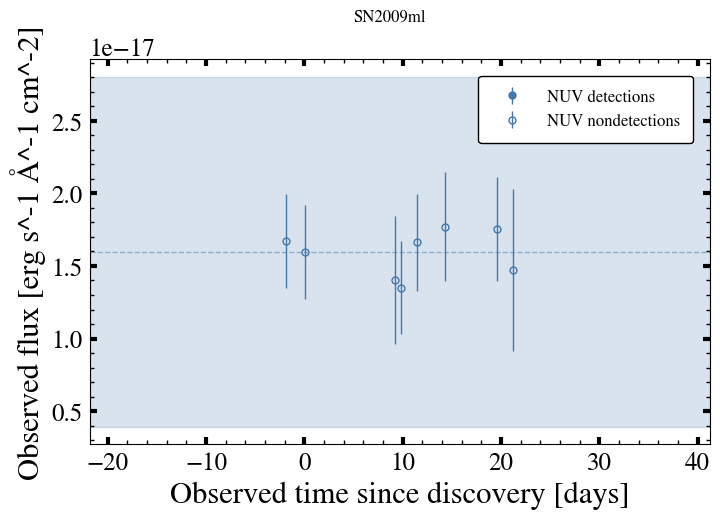 SN2009ml
1e−17
NUV detections
NUV nondetections
Observed flux [erg s^-1 Å^-1 cm^-2]
2.5
2.0
1.5
1.0
0.5
−20 −10 0 10 20 30 40
Observed time since discovery [days]